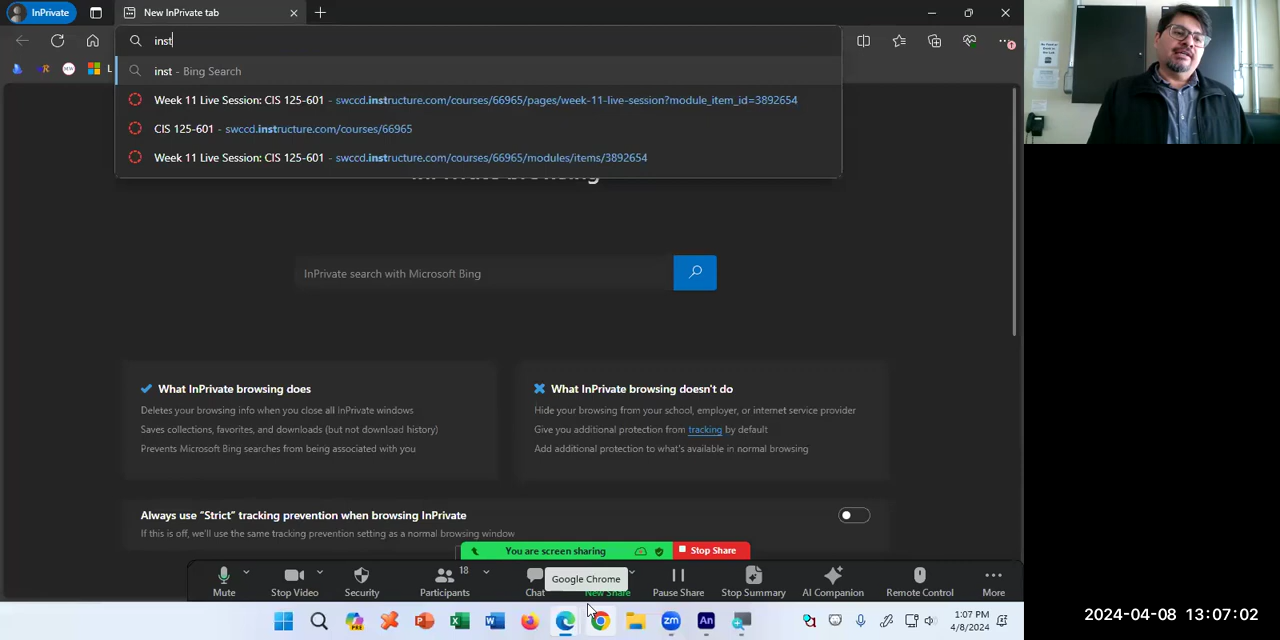 InPrivate
New InPrivate tab
inst
inst - Bing Search
Week 11 Live Session: CIS 125-601 - swccd.instructure.com/courses/66965/pages/week-11-live-session?module_item_id=3892654
CIS 125-601 - swccd.instructure.com/courses/66965
Week 11 Live Session: CIS 125-601 - swccd.instructure.com/courses/66965/modules/items/3892654
InPrivate search with Microsoft Bing
What InPrivate browsing does
Deletes your browsing info when you close all InPrivate windows
Saves collections, favorites, and downloads (but not download history)
Prevents Microsoft Bing searches from being associated with you
What InPrivate browsing doesn't do
Hide your browsing from your school, employer, or internet service provider
Give you additional protection from tracking by default
Add additional protection to what's available in normal browsing
Always use "Strict" tracking prevention when browsing InPrivate
If this is off, we'll use the same tracking prevention setting as a normal browsing window
You are screen sharing
Stop Share
18
Google Chrome
Mute
Stop Video
Security
Participants
Chat
New Share
Pause Share
Stop Summary
AI Companion
Remote Control
More
1:07 PM
4/8/2024
2024-04-08 13:07:02